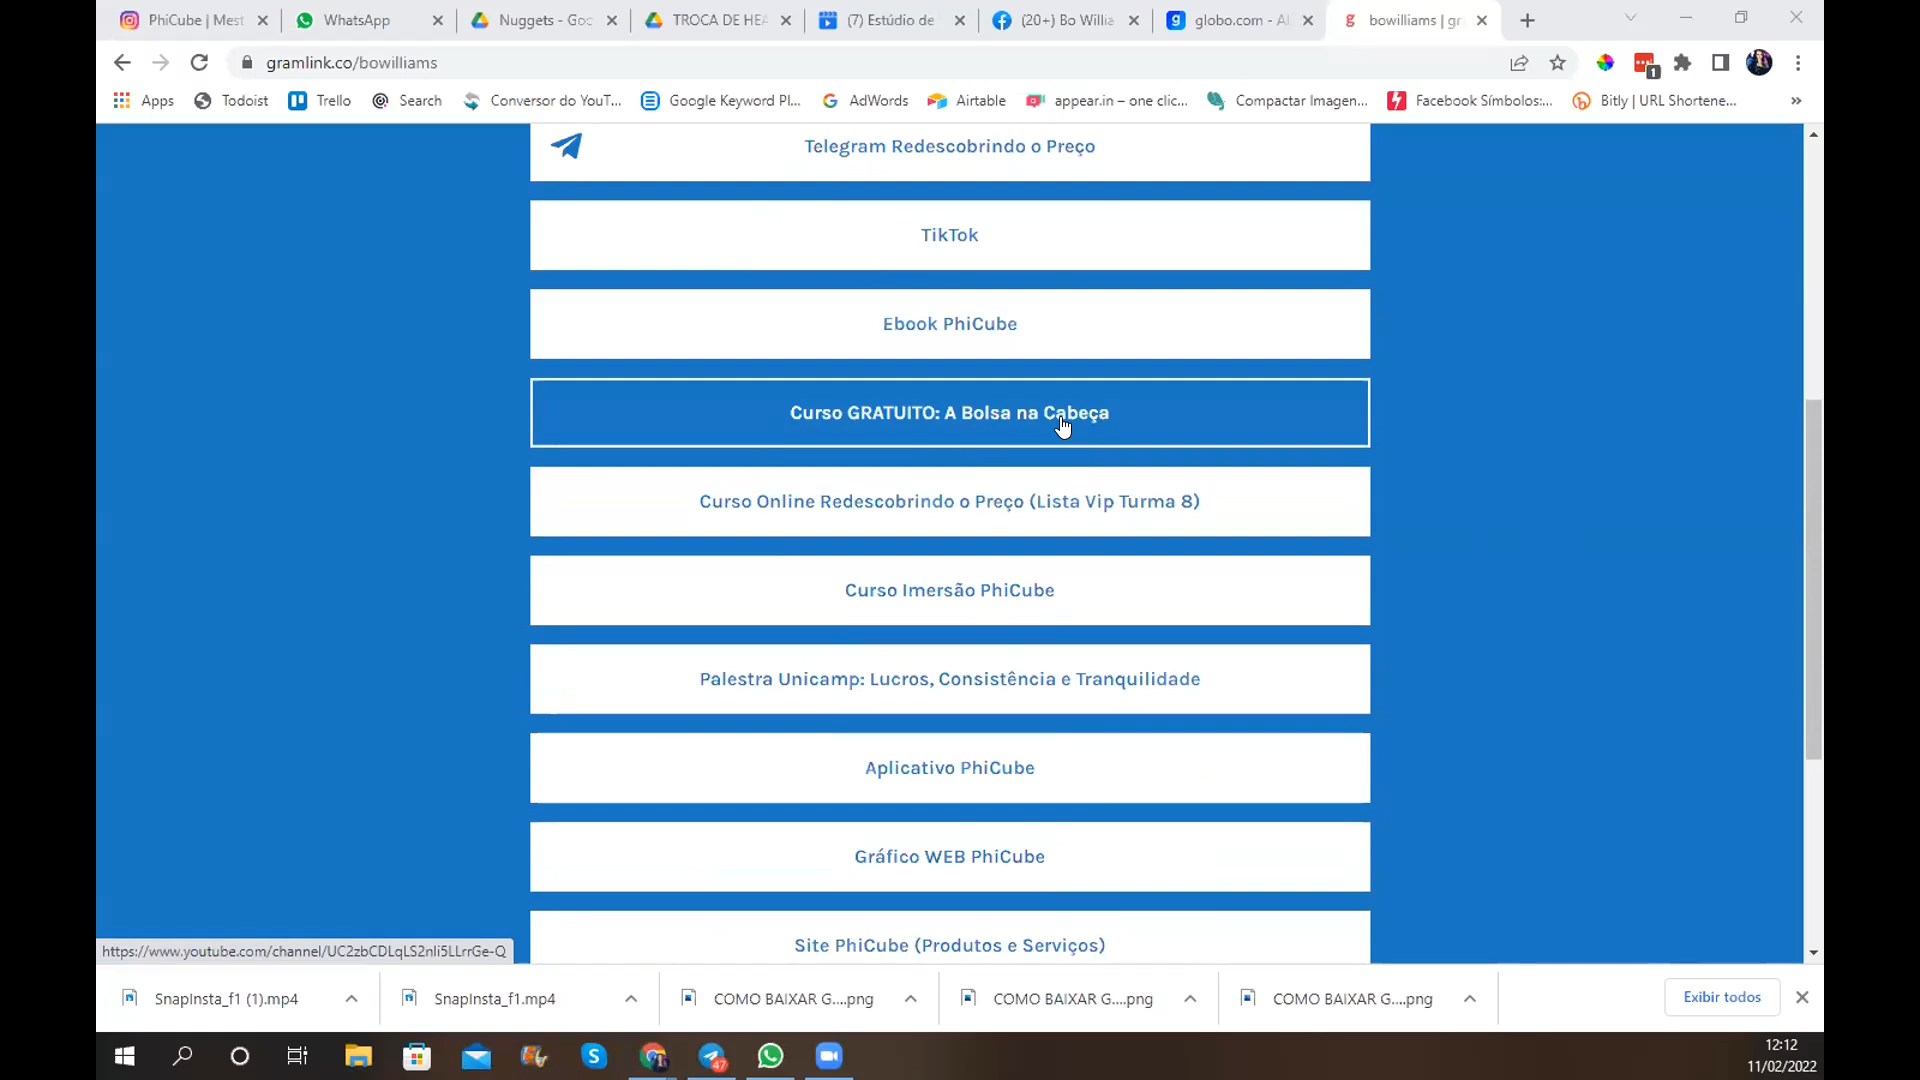 PhiCube | Mest
WhatsApp
Nuggets - Goc
TROCA DE HEA
(7) Estúdio de
(20+) Bo Willia
globo.com - A
bowilliams | gr
gramlink.co/bowilliams
1
Apps
Todoist
Trello
Search
Conversor do YouT...
Google Keyword Pl...
AdWords
Airtable
appear.in – one clic...
Compactar Imagen...
Facebook Símbolos:...
Bitly | URL Shortene...
»
Telegram Redescobrindo o Preço
TikTok
Ebook PhiCube
Curso GRATUITO: A Bolsa na Cabeça
Curso Online Redescobrindo o Preço (Lista Vip Turma 8)
Curso Imersão PhiCube
Palestra Unicamp: Lucros, Consistência e Tranquilidade
Aplicativo PhiCube
Gráfico WEB PhiCube
Site PhiCube (Produtos e Serviços)
https://www.youtube.com/channel/UC2zbCDLqLS2nIi5LLrrGe-Q
SnapInsta_f1 (1).mp4
SnapInsta_f1.mp4
COMO BAIXAR G....png
COMO BAIXAR G....png
COMO BAIXAR G....png
Exibir todos
47
12:12
11/02/2022